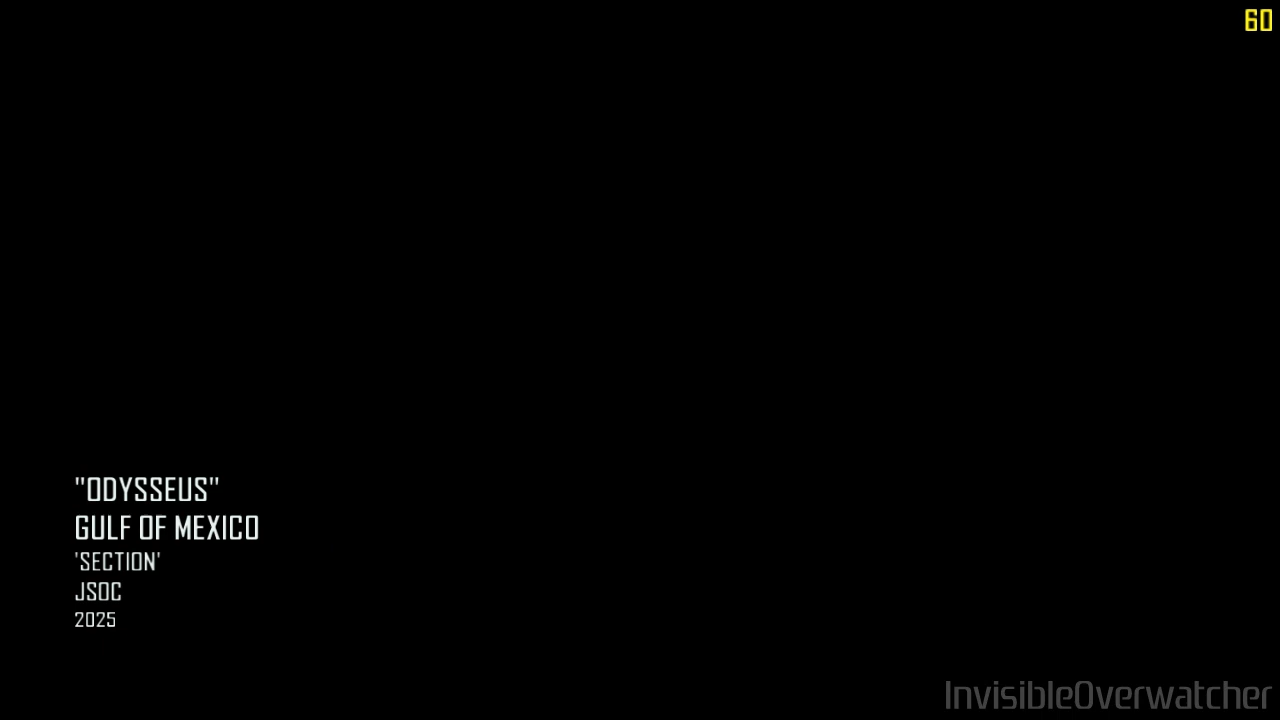 60
"ODYSSEUS"
GULF OF MEXICO
'SECTION'
JSOC
2025
InvisibleOverwatcher